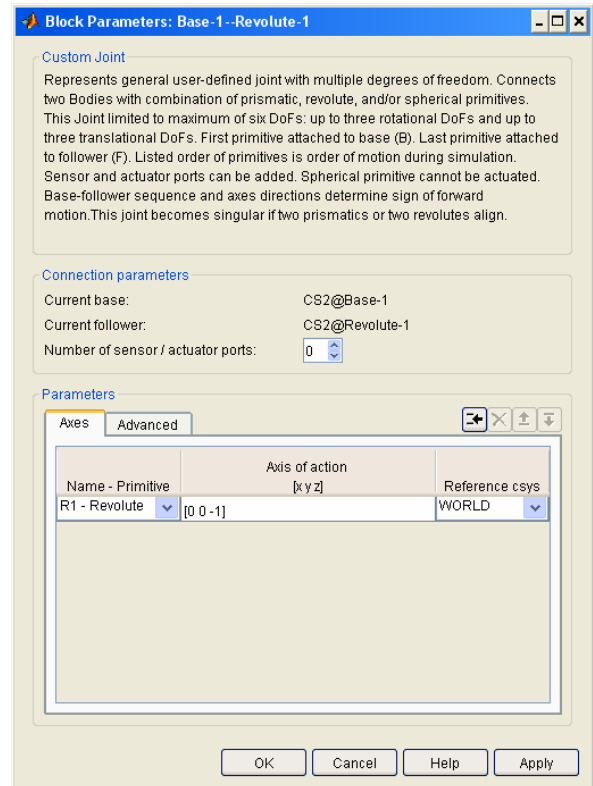 Block Parameters: Base-1--Revolute-1
Custom Joint
Represents general user-defined joint with multiple degrees of freedom. Connects
two Bodies with combination of prismatic, revolute, and/or spherical primitives.
This Joint limited to maximum of six DoFs: up to three rotational DoFs and up to
three translational DoFs. First primitive attached to base (B). Last primitive attached
to follower (F). Listed order of primitives is order of motion during simulation.
Sensor and actuator ports can be added. Spherical primitive cannot be actuated.
Base-follower sequence and axes directions determine sign of forward
motion.This joint becomes singular if two prismatics or two revolutes align.
Connection parameters
Current base: CS2@Base-1
Current follower: CS2@Revolute-1
Number of sensor / actuator ports: 0
Parameters
Axes Advanced
Axis of action
Name - Primitive [x y z] Reference csys
R1 - Revolute [0 0 -1] WORLD
OK Cancel Help Apply